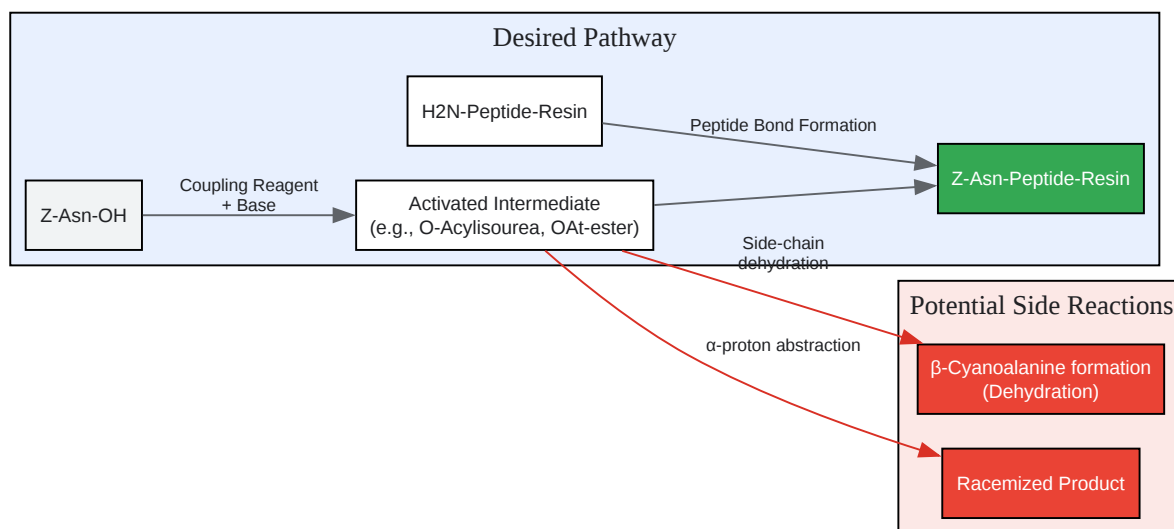 Desired Pathway
H2N-Peptide-Resin
Peptide Bond Formation
Z-Asn-Peptide-Resin
Z-Asn-OH
Coupling Reagent
+ Base
Activated Intermediate
(e.g., O-Acylisourea, OAt-ester)
Side-chain
dehydration
Potential Side Reactions
α-proton abstraction
β-Cyanoalanine formation
(Dehydration)
Racemized Product